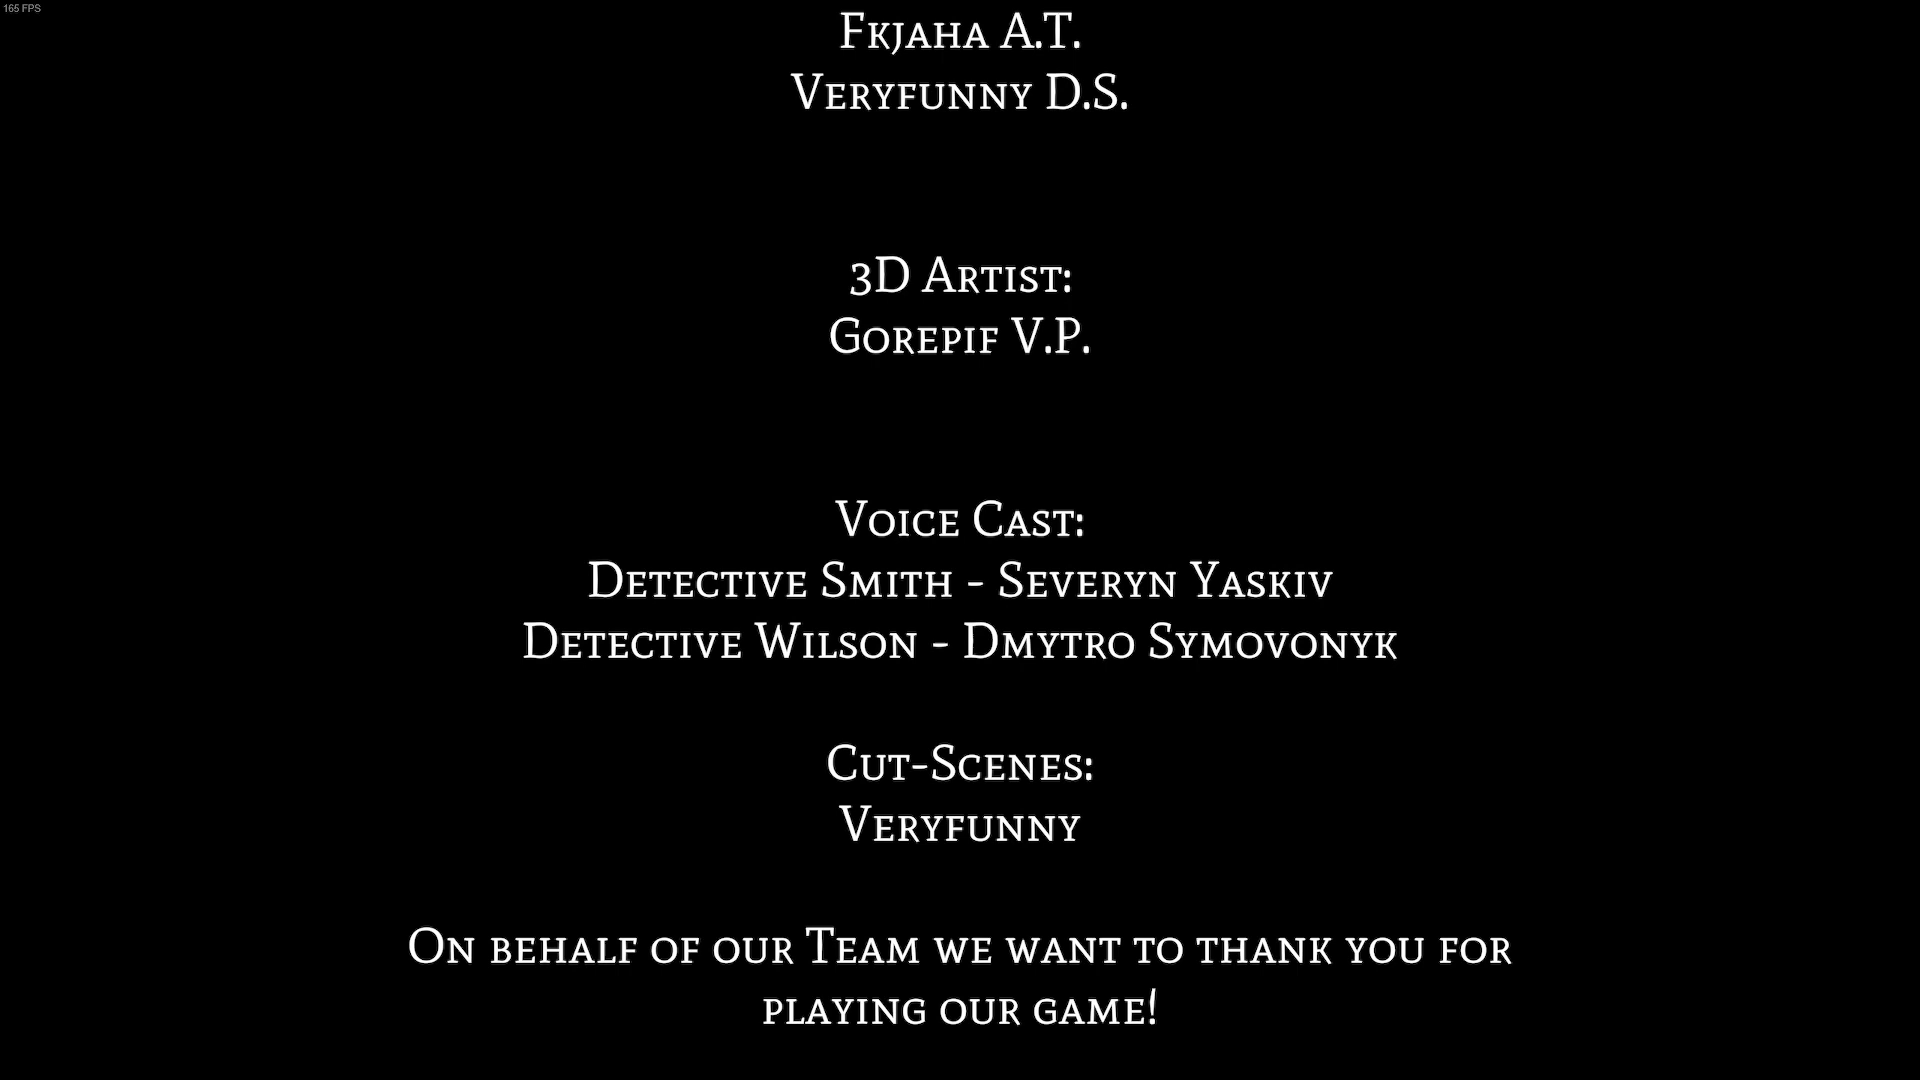 165 FPS
Fkjaha A.T.
Veryfunny D.S.
3D Artist:
Gorepif V.P.
Voice Cast:
Detective Smith - Severyn Yaskiv
Detective Wilson - Dmytro Symovonyk
Cut-Scenes:
Veryfunny
On behalf of our Team we want to thank you for
playing our game!